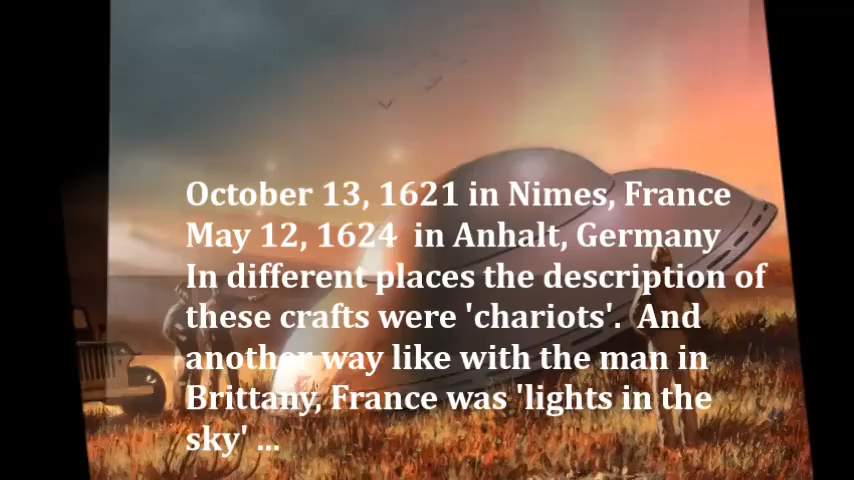 October 13, 1621 in Nimes, France
May 12, 1624  in Anhalt, Germany
In different places the description of
these crafts were 'chariots'.  And
another way like with the man in
Brittany, France was 'lights in the
sky' ...